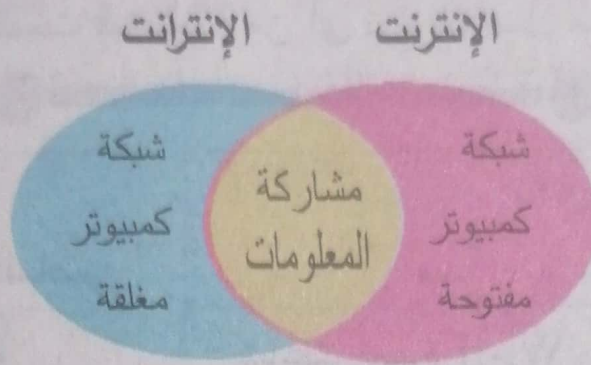 الإنترنت
الإنترانت
شبكة
كمبيوتر
مفتوحة
مشاركة
المعلومات
شبكة
كمبيوتر
مغلقة